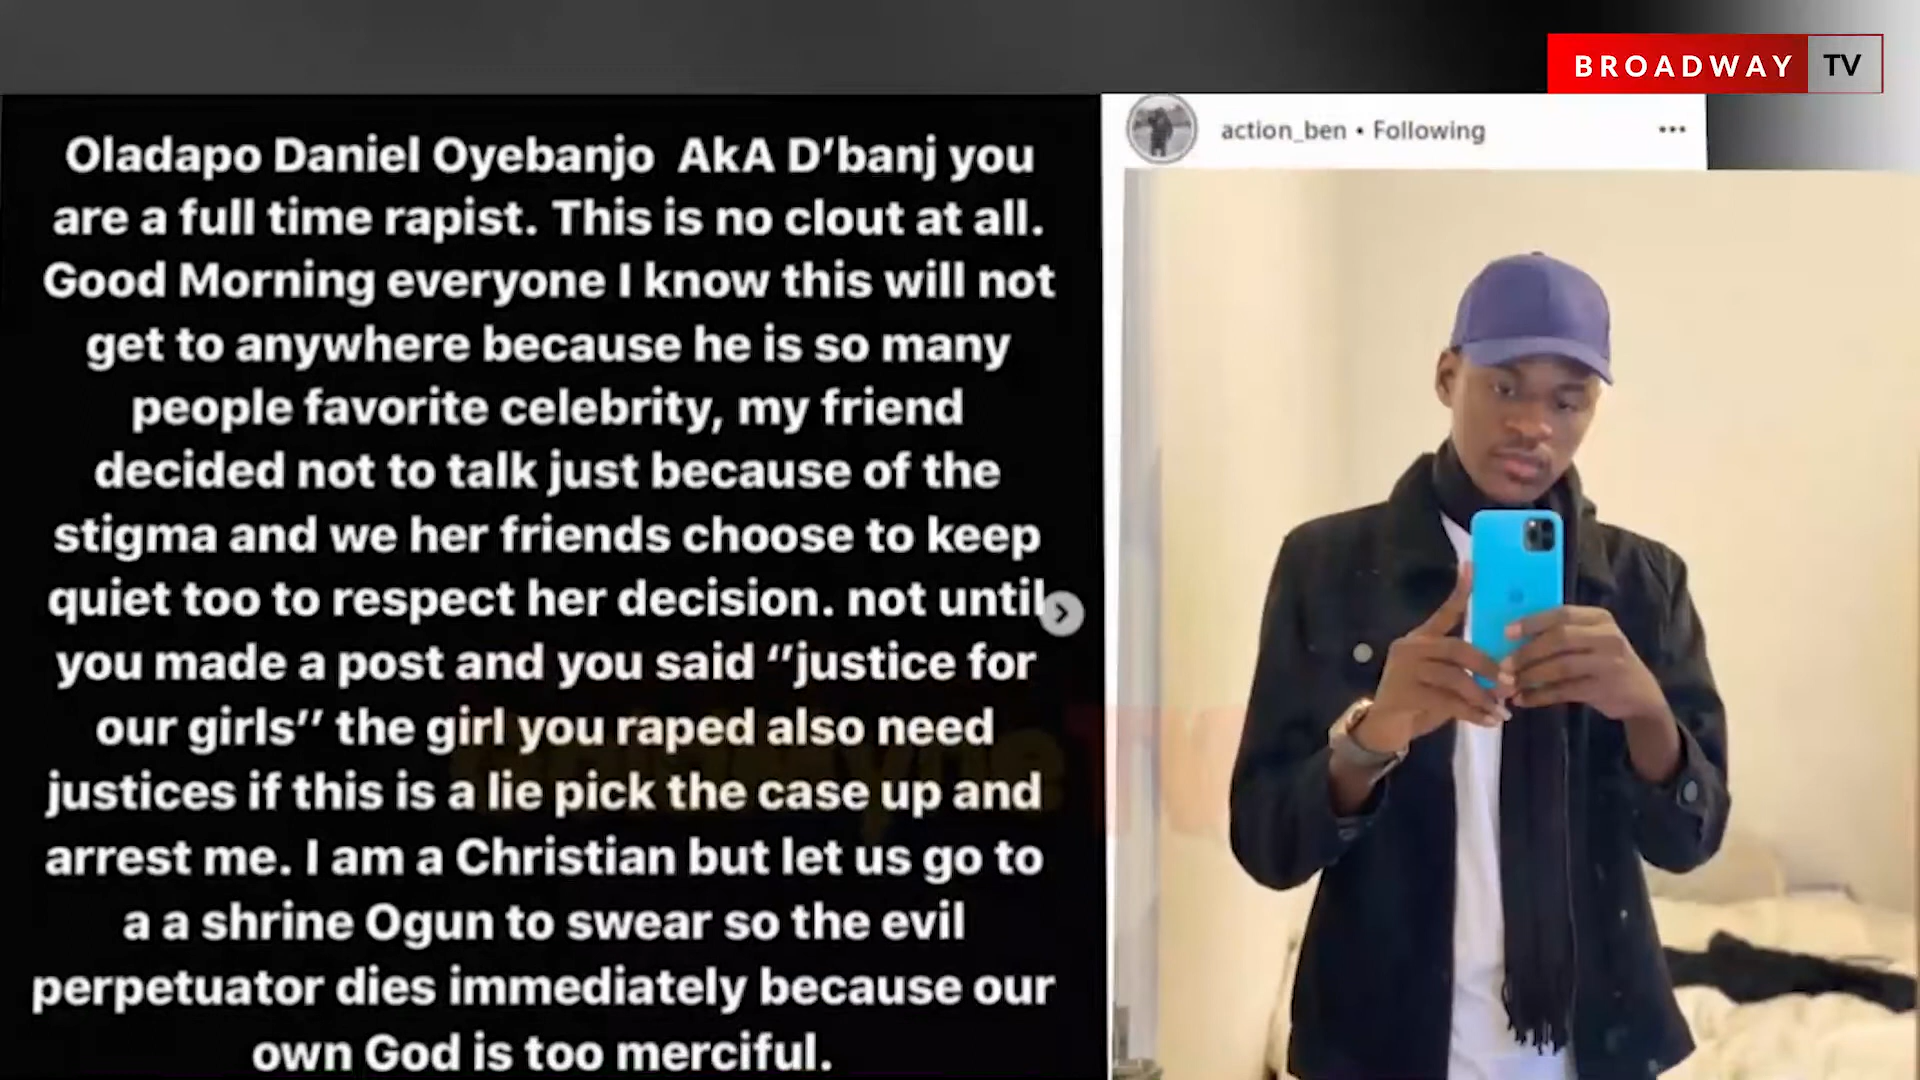 BROADWAY TV
action_ben • Following
Oladapo Daniel Oyebanjo AkA D’banj you
are a full time rapist. This is no clout at all.
Good Morning everyone I know this will not
get to anywhere because he is so many
people favorite celebrity, my friend
decided not to talk just because of the
stigma and we her friends choose to keep
quiet too to respect her decision. not until
you made a post and you said ‘’justice for
our girls’’ the girl you raped also need
justices if this is a lie pick the case up and
arrest me. I am a Christian but let us go to
a a shrine Ogun to swear so the evil
perpetuator dies immediately because our
own God is too merciful.